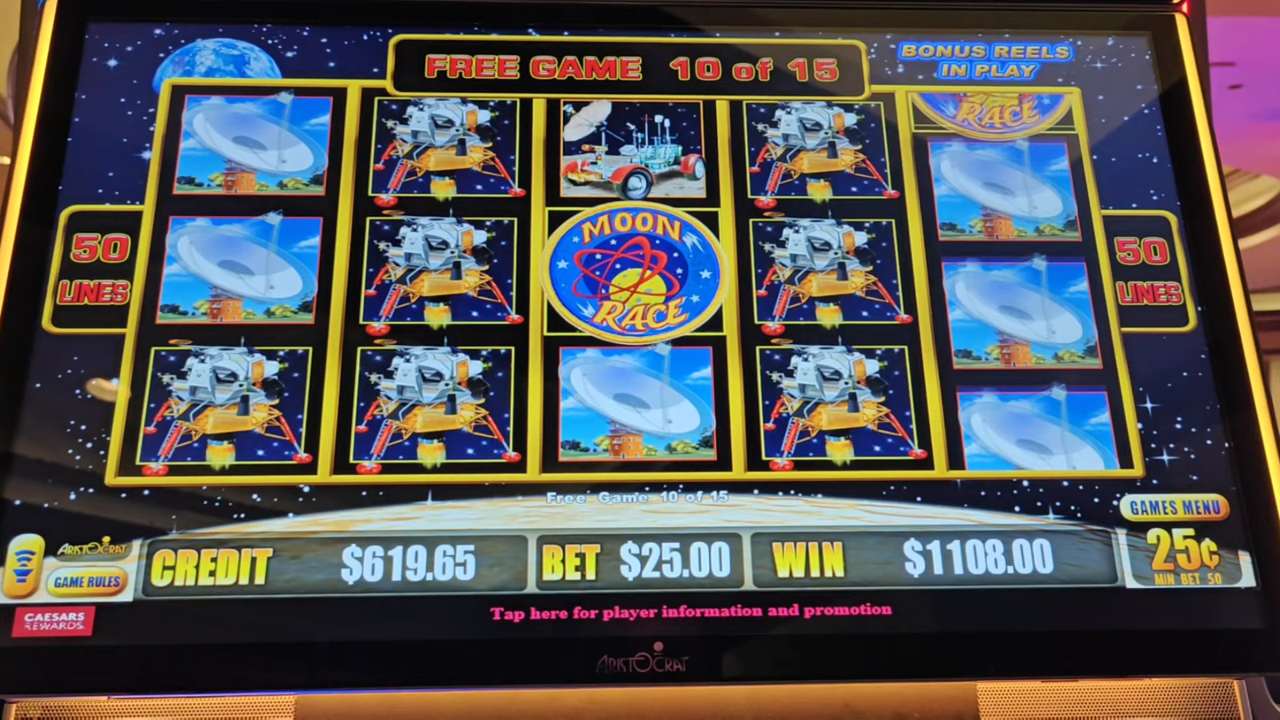 FREE GAME 10 of 15
BONUS REELS
IN PLAY
RACE
MOON
RACE
50
LINES
50
LINES
Free Game 10 of 15
GAMES MENU
ARISTOCRAT
GAME RULES
CREDIT $619.65
BET $25.00
WIN $1108.00
25¢
MIN BET 50
CAESARS
REWARDS
Tap here for player information and promotion
ARISTOCRAT